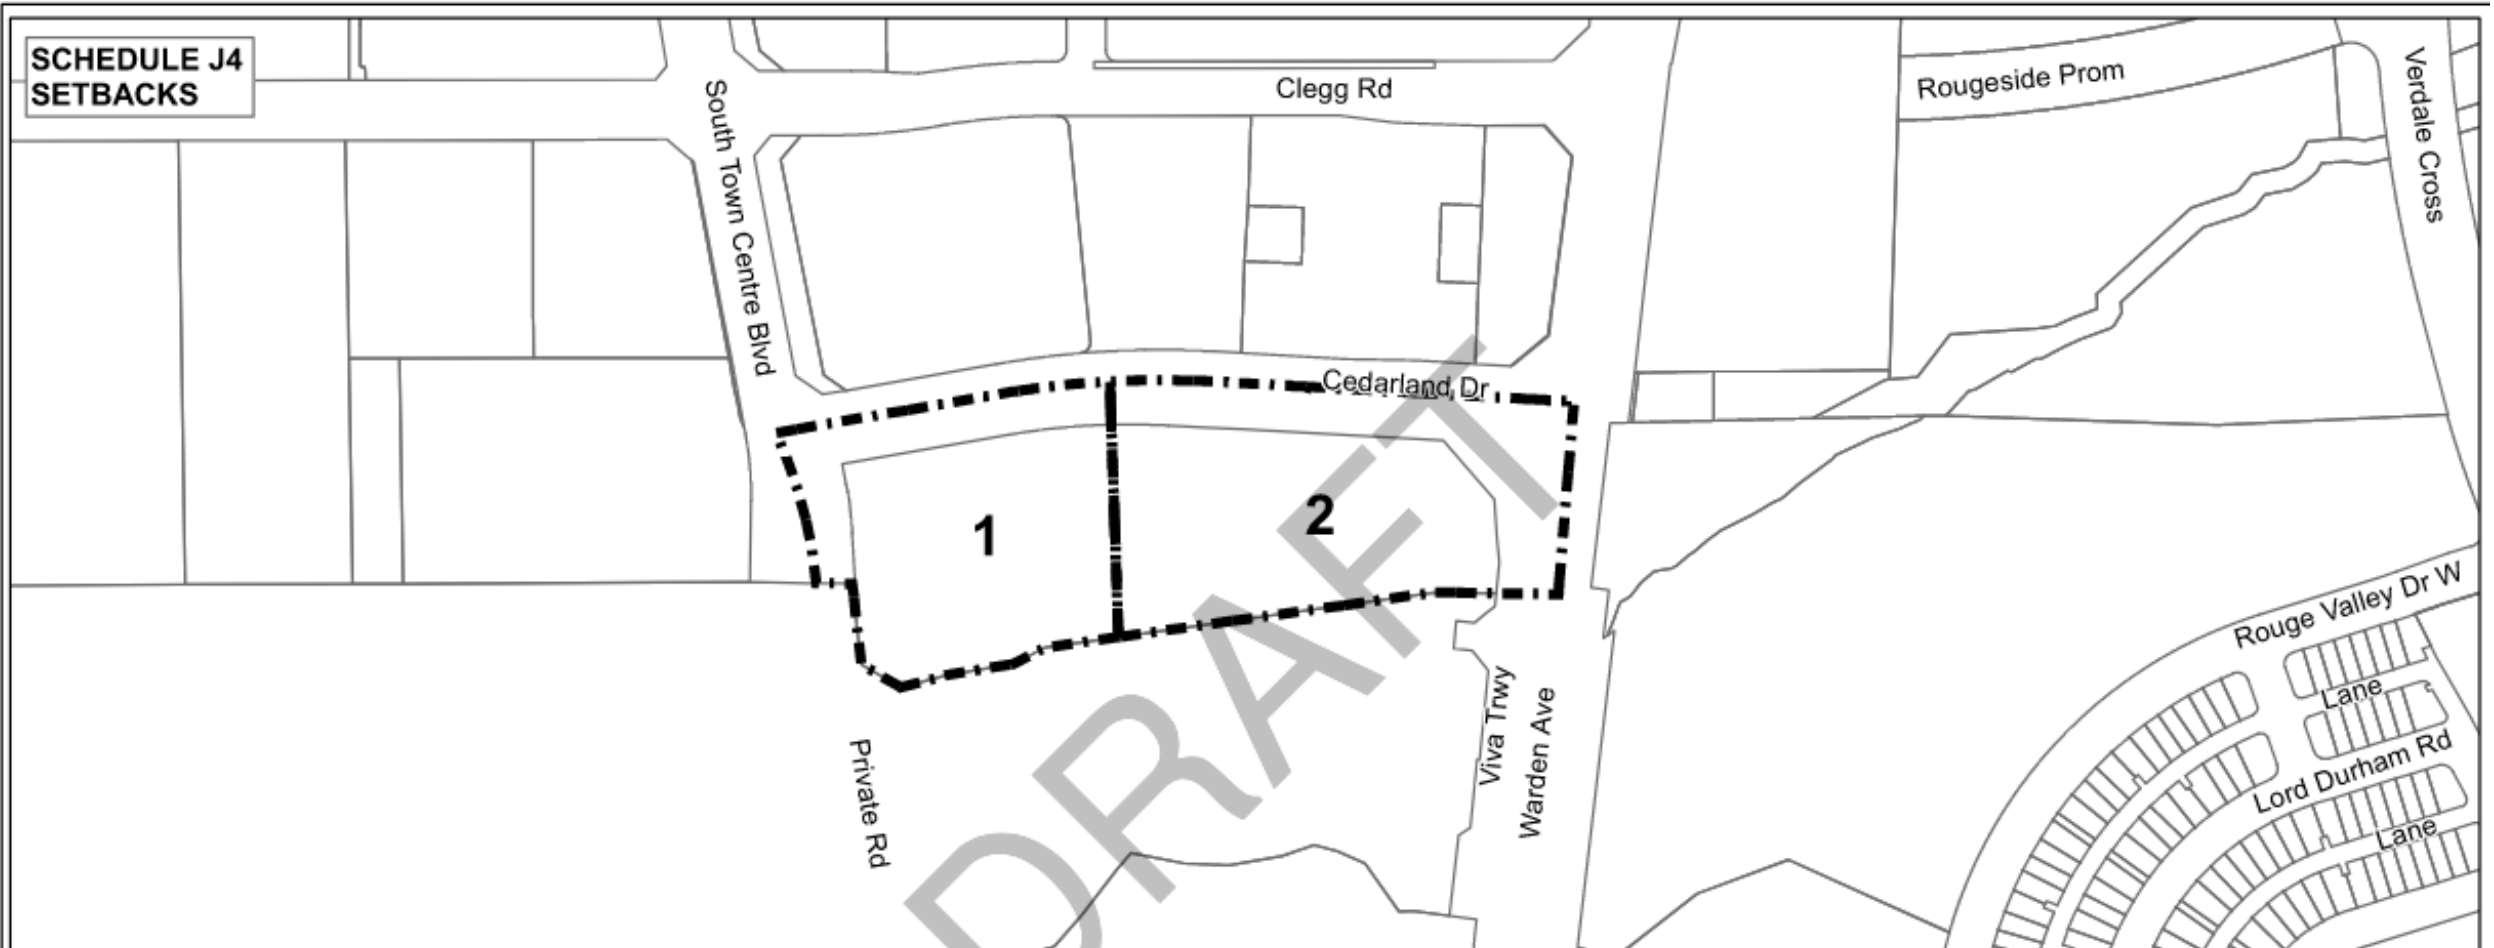 SCHEDULE J4
SETBACKS
Clegg Rd
Rougeside Prom
Verdale Cross
South Town Centre Blvd
Cedarland Dr
1
2
DRAFT
Rouge Valley Dr W
Lane
Lord Durham Rd
Lane
Viva Trwy
Warden Ave
Private Rd